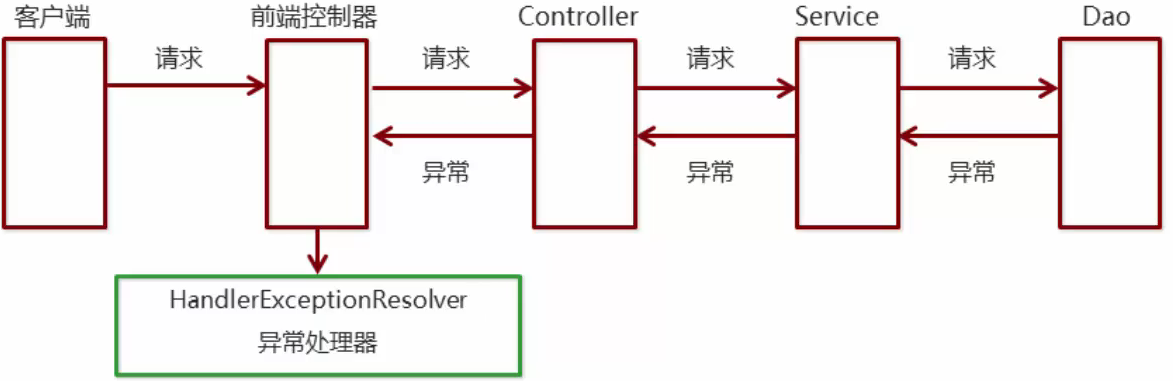 客户端
前端控制器
Controller
Service
Dao
请求
请求
请求
请求
异常
异常
异常
HandlerExceptionResolver
异常处理器